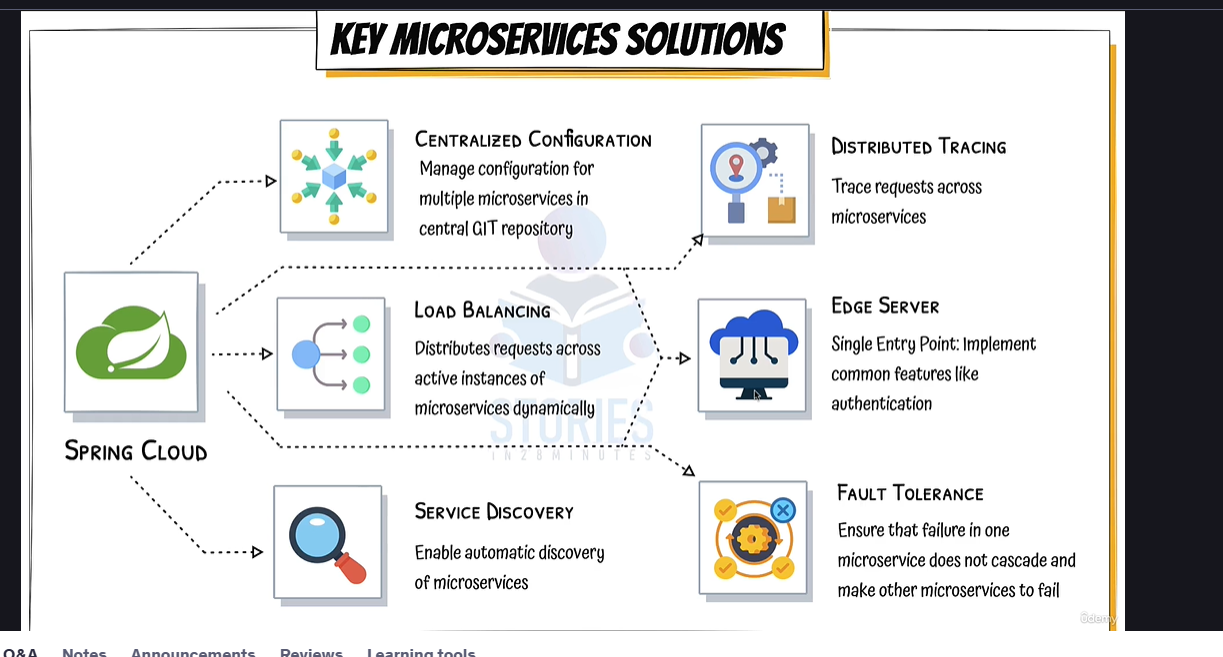 KEY MICROSERVICES SOLUTIONS
CENTRALIZED CONFIGURATION
Manage configuration for
multiple microservices in
central GIT repository
DISTRIBUTED TRACING
Trace requests across
microservices
LOAD BALANCING
Distributes requests across
active instances of
microservices dynamically
EDGE SERVER
Single Entry Point: Implement
common features like
authentication
STORIES
IN28MINUTES
SPRING CLOUD
SERVICE DISCOVERY
Enable automatic discovery
of microservices
FAULT TOLERANCE
Ensure that failure in one
microservice does not cascade and
make other microservices to fail
ûdemy
Q&A Notes Announcements Reviews Learning tools